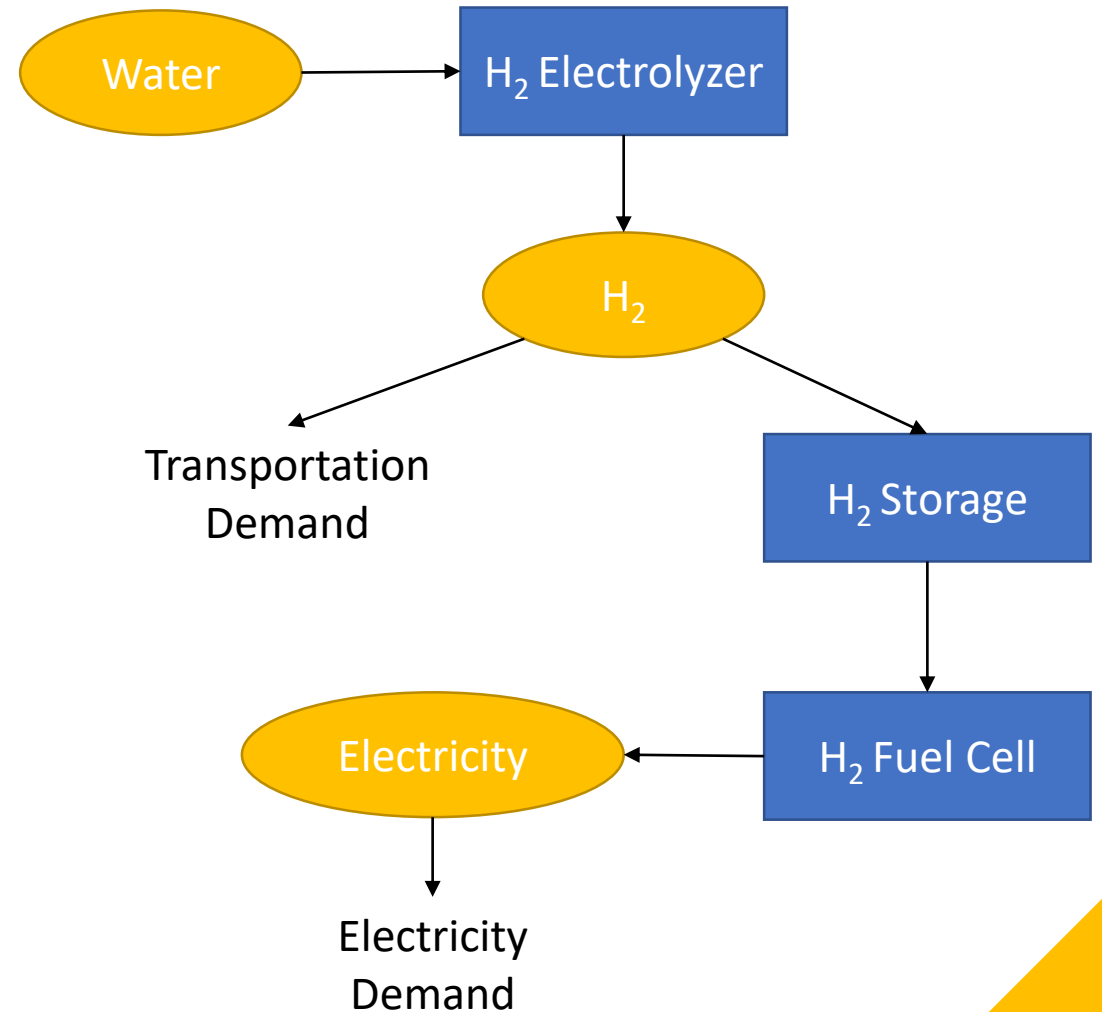 Water
H₂ Electrolyzer
H₂
Transportation
Demand
H₂ Storage
Electricity
H₂ Fuel Cell
Electricity
Demand